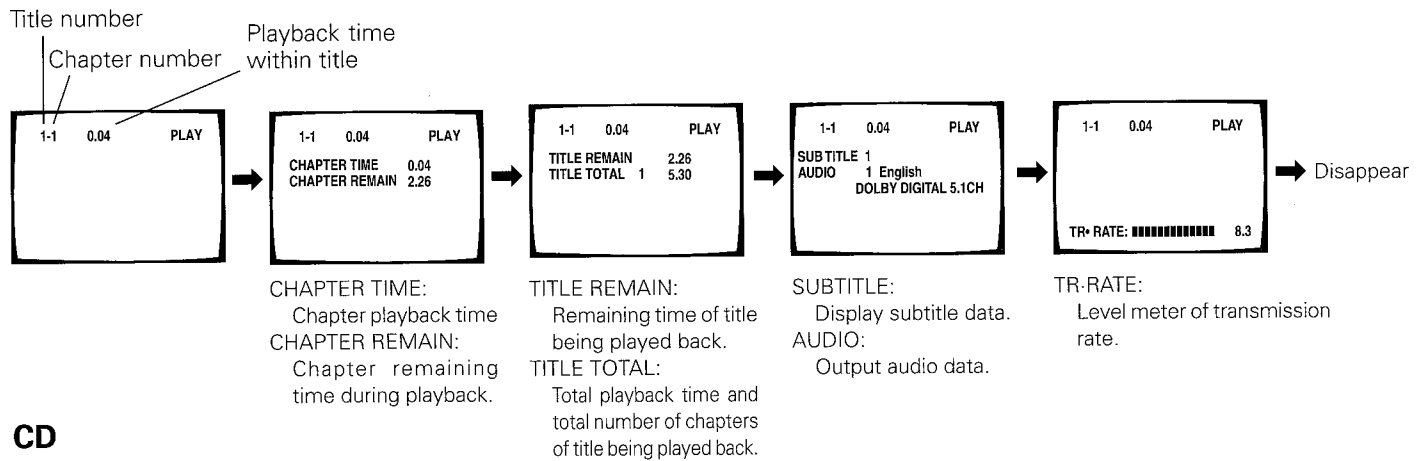 Title number
Chapter number
Playback time
within title
1-1 0.04 PLAY
1-1 0.04 PLAY
CHAPTER TIME 0.04
CHAPTER REMAIN 2.26
1-1 0.04 PLAY
TITLE REMAIN 2.26
TITLE TOTAL 1 5.30
1-1 0.04 PLAY
SUB TITLE 1
AUDIO 1 English
DOLBY DIGITAL 5.1CH
1-1 0.04 PLAY
TR• RATE: 8.3
Disappear
CHAPTER TIME:
Chapter playback time
CHAPTER REMAIN:
Chapter remaining
time during playback.
TITLE REMAIN:
Remaining time of title
being played back.
TITLE TOTAL:
Total playback time and
total number of chapters
of title being played back.
SUBTITLE:
Display subtitle data.
AUDIO:
Output audio data.
TR·RATE:
Level meter of transmission
rate.
CD